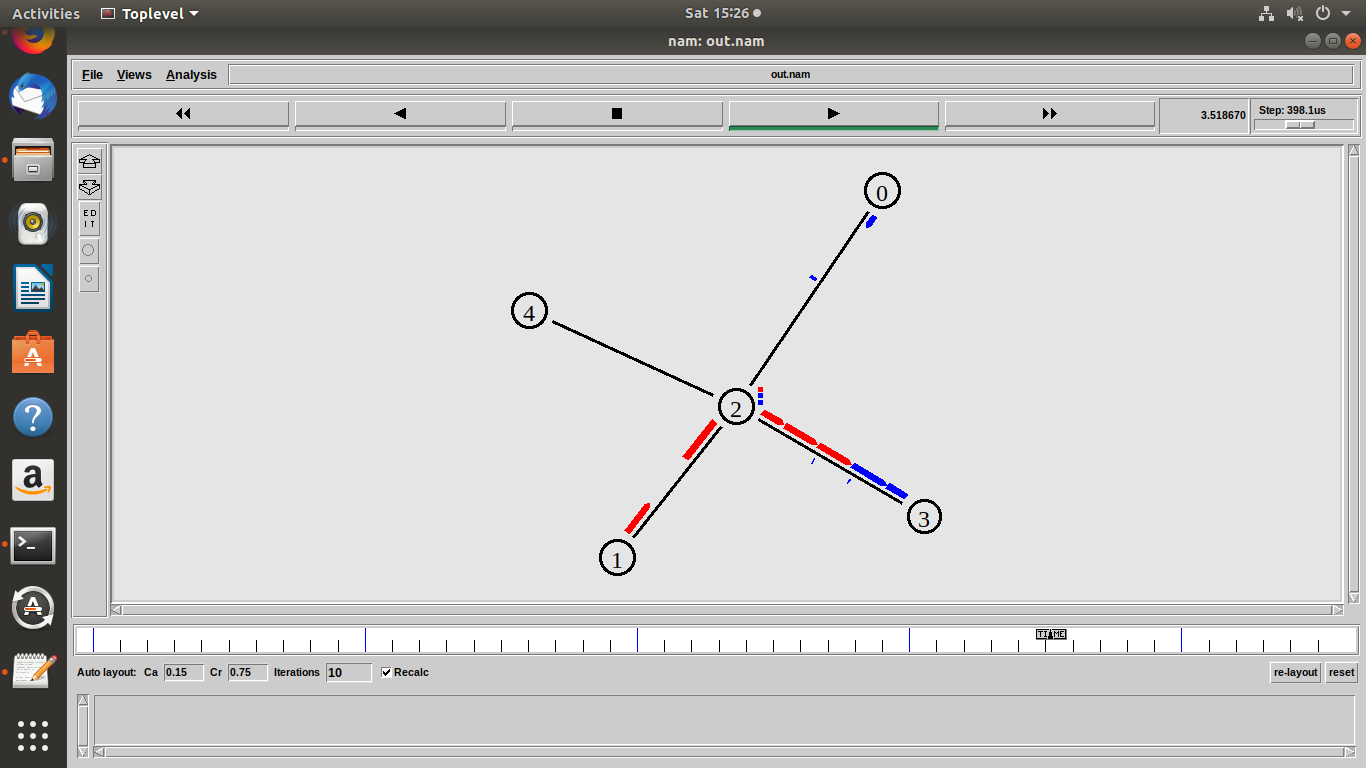 Activities Toplevel Sat 15:26
nam: out.nam
File Views Analysis out.nam
3.518670 Step: 398.1us
ED
IT
0
4
2
3
1
TIME
Auto layout: Ca 0.15 Cr 0.75 Iterations 10 Recalc re-layout reset